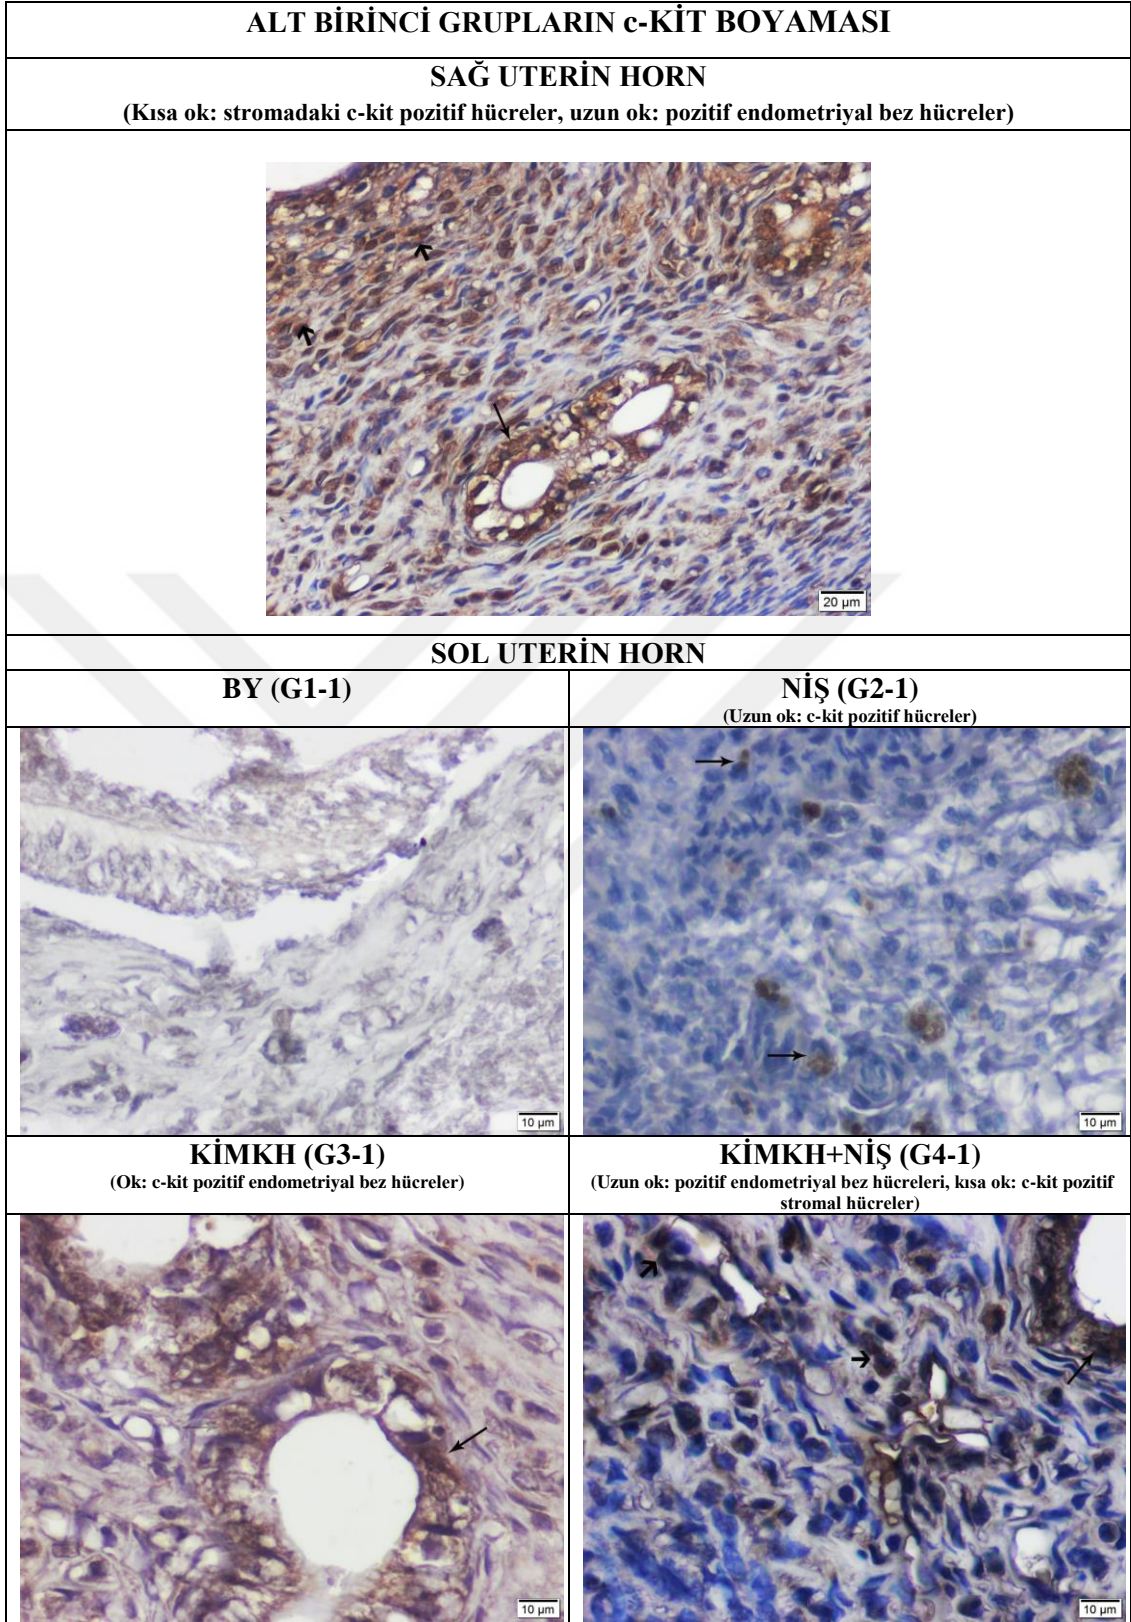 ALT BİRİNCİ GRUPLARIN c-KİT BOYAMASI
SAĞ UTERİN HORN
(Kısa ok: stromadaki c-kit pozitif hücreler, uzun ok: pozitif endometriyal bez hücreler)
20 µm
SOL UTERİN HORN
BY (G1-1)
NİŞ (G2-1)
(Uzun ok: c-kit pozitif hücreler)
10 µm
10 µm
KİMKH (G3-1)
(Ok: c-kit pozitif endometriyal bez hücreler)
KİMKH+NİŞ (G4-1)
(Uzun ok: pozitif endometriyal bez hücreleri, kısa ok: c-kit pozitif
stromal hücreler)
10 µm
10 µm